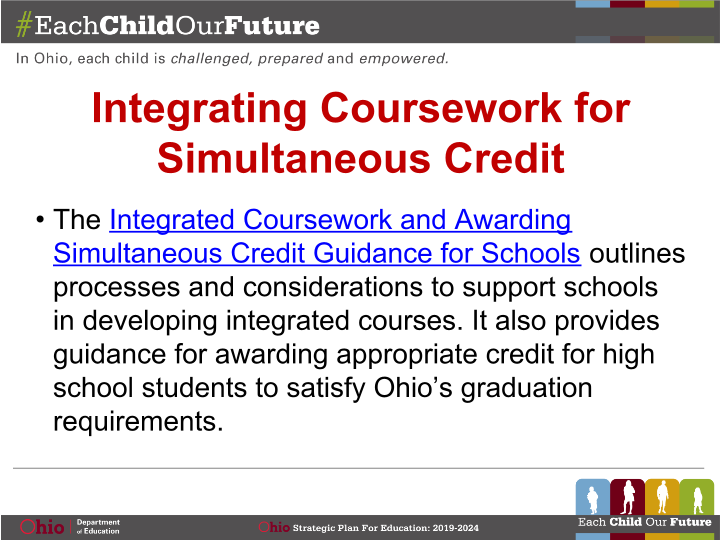 #EachChildOurFuture
In Ohio, each child is challenged, prepared and empowered.
Integrating Coursework for
Simultaneous Credit
• The Integrated Coursework and Awarding
Simultaneous Credit Guidance for Schools outlines
processes and considerations to support schools
in developing integrated courses. It also provides
guidance for awarding appropriate credit for high
school students to satisfy Ohio’s graduation
requirements.
Ohio | Department of Education
Ohio Strategic Plan For Education: 2019-2024
Each Child Our Future